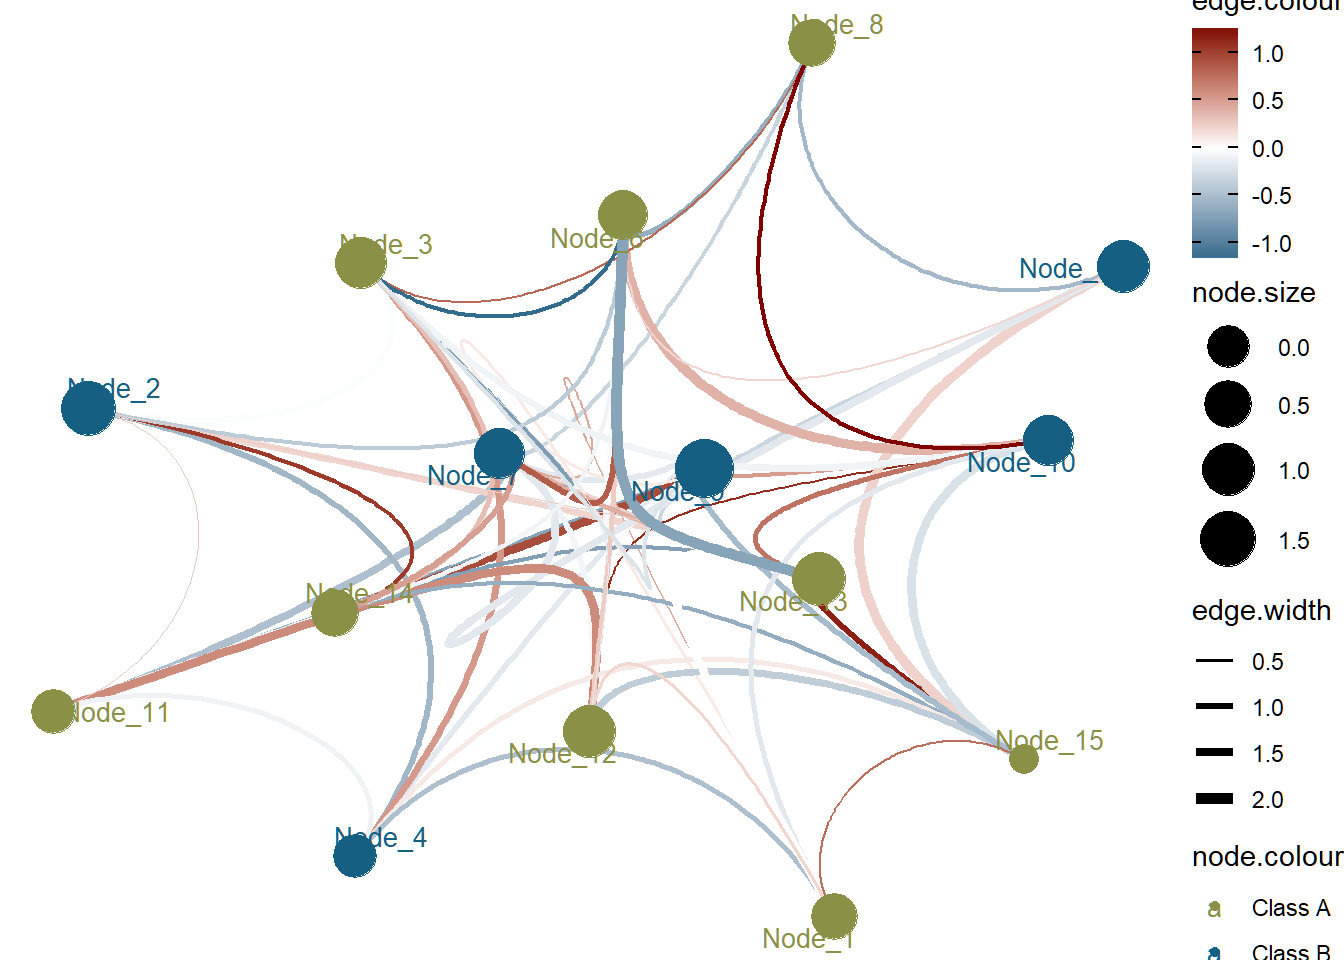 Node_8
edge.colour
1.0
0.5
0.0
-0.5
-1.0
Node_3
Node_6
Node_
node.size
0.0
0.5
1.0
1.5
Node_2
Node_7
Node_9
Node_10
Node_14
Node_13
edge.width
0.5
1.0
1.5
2.0
Node_11
Node_12
Node_15
Node_4
Node_1
node.colour
a Class A
a Class B